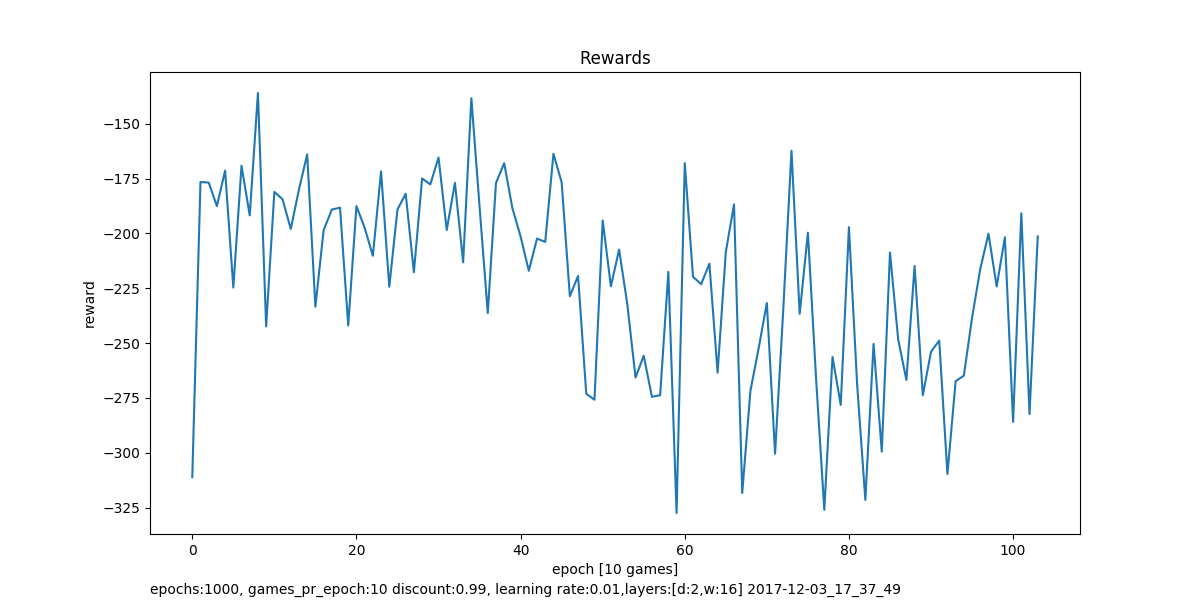 Rewards
reward
−150
−175
−200
−225
−250
−275
−300
−325
0 20 40 60 80 100
epoch [10 games]
epochs:1000, games_pr_epoch:10 discount:0.99, learning rate:0.01,layers:[d:2,w:16] 2017-12-03_17_37_49